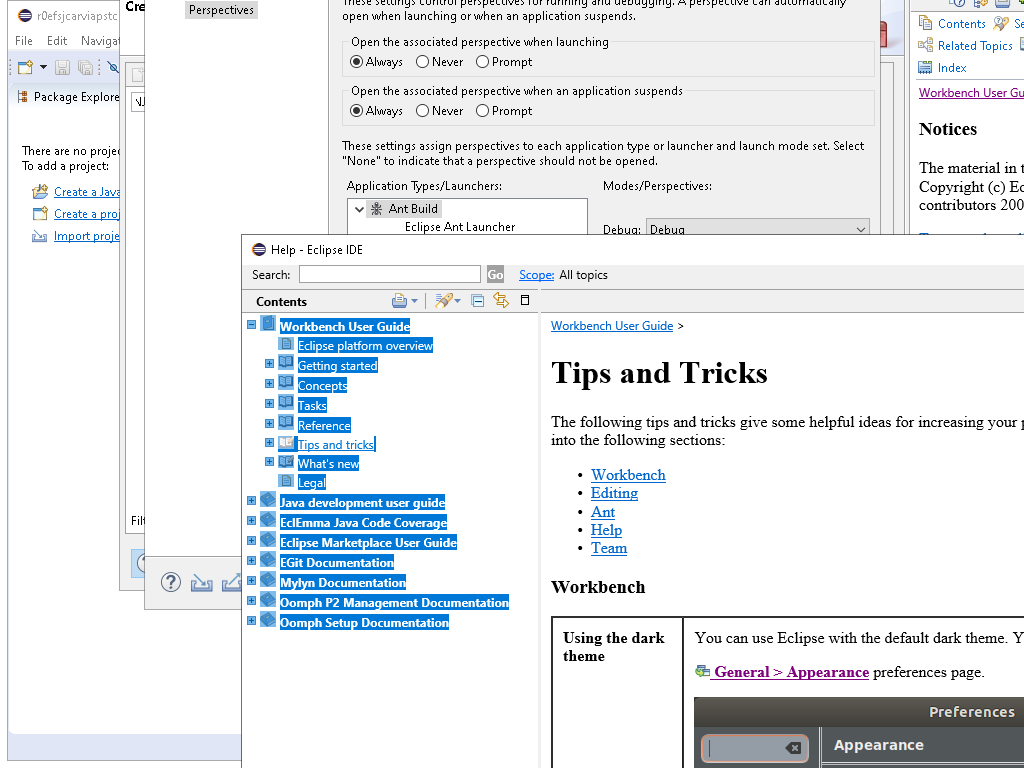 r0efsjcarviapstc
File Edit Navigat
Package Explore
There are no projec
To add a project:
Create a Java
Create a proj
Import proje
Cre
Filt
Perspectives
These settings control perspectives for running and debugging. A perspective can automatically
open when launching or when an application suspends.
Open the associated perspective when launching
Always Never Prompt
Open the associated perspective when an application suspends
Always Never Prompt
These settings assign perspectives to each application type or launcher and launch mode set. Select
"None" to indicate that a perspective should not be opened.
Application Types/Launchers: Modes/Perspectives:
Ant Build
Eclipse Ant Launcher
Debug: Debug
Contents Se
Related Topics
Index
Workbench User Gu
Notices
The material in t
Copyright (c) Ec
contributors 200
Help - Eclipse IDE
Search: Go Scope: All topics
Contents
Workbench User Guide
Eclipse platform overview
Getting started
Concepts
Tasks
Reference
Tips and tricks
What's new
Legal
Java development user guide
EclEmma Java Code Coverage
Eclipse Marketplace User Guide
EGit Documentation
Mylyn Documentation
Oomph P2 Management Documentation
Oomph Setup Documentation
Workbench User Guide >
Tips and Tricks
The following tips and tricks give some helpful ideas for increasing your p
into the following sections:
• Workbench
• Editing
• Ant
• Help
• Team
Workbench
Using the dark
theme
You can use Eclipse with the default dark theme. Y
General > Appearance preferences page.
Preferences
Appearance